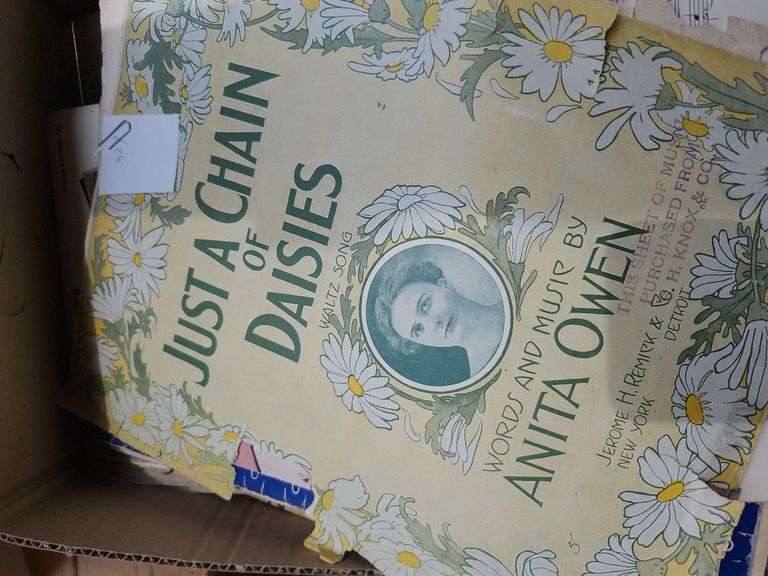 JUST A CHAIN
OF
DAISIES
WALTZ SONG
WORDS AND MUSIC BY
ANITA OWEN
JEROME H. REMICK & CO.
NEW YORK DETROIT
THIS SHEET OF MUSIC
PURCHASED FROM
H. KNOX & CO.
5